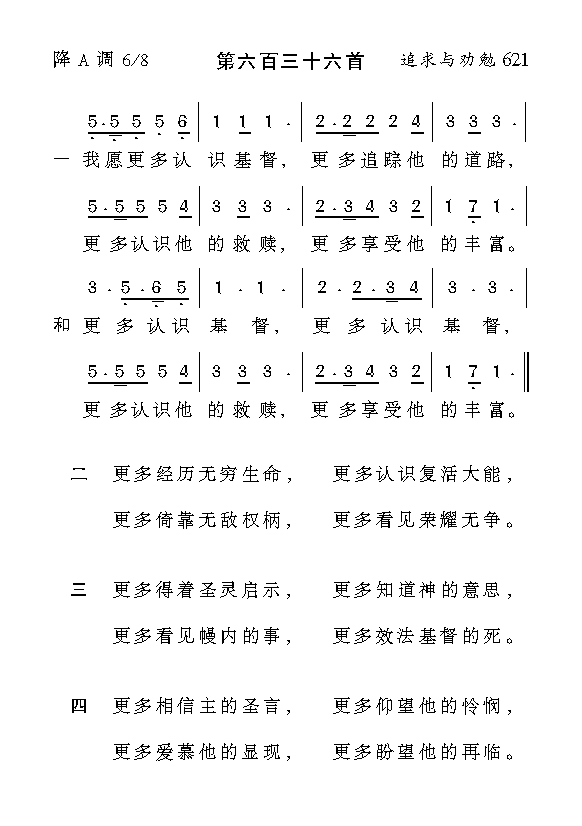 降 A 调 6/8 第六百三十六首 追求与劝勉 621
5·5 5 5 6 | 1 1 1 · | 2·2 2 2 4 | 3 3 3 · |
一 我愿更多认 识基督， 更多追踪他 的道路，
5·5 5 5 4 | 3 3 3 · | 2·3 4 3 2 | 1 7 1 · |
更多认识他 的救赎， 更多享受他 的丰富。
3 · 5·6 5 | 1 · 1 · | 2 · 2·3 4 | 3 · 3 · |
和 更 多 认 识 基 督， 更 多 认 识 基 督，
5·5 5 5 4 | 3 3 3 · | 2·3 4 3 2 | 1 7 1 · ‖
更多认识他 的救赎， 更多享受他 的丰富。
二 更多经历无穷生命， 更多认识复活大能，
更多倚靠无敌权柄， 更多看见荣耀无争。
三 更多得着圣灵启示， 更多知道神的意思，
更多看见幔内的事， 更多效法基督的死。
四 更多相信主的圣言， 更多仰望他的怜悯，
更多爱慕他的显现， 更多盼望他的再临。